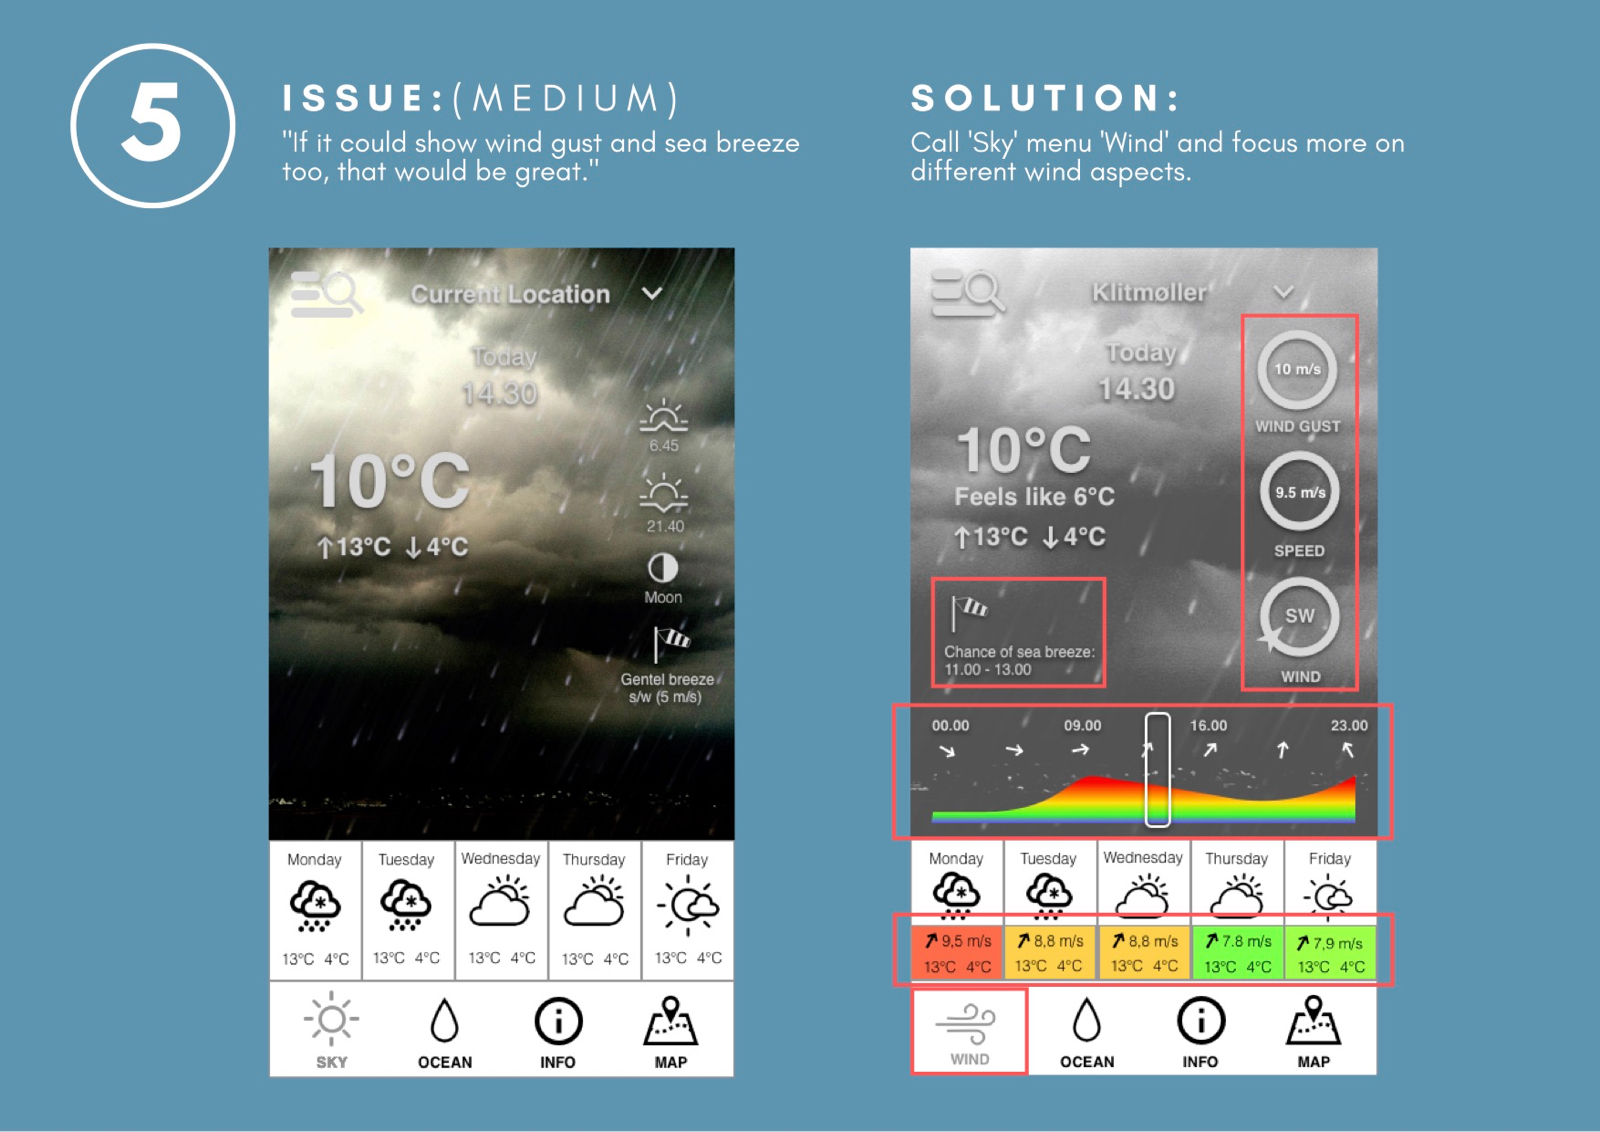 5
ISSUE:(MEDIUM)
"If it could show wind gust and sea breeze
too, that would be great."
SOLUTION:
Call 'Sky' menu 'Wind' and focus more on
different wind aspects.
Current Location
Today
14.30
10°C
↑13°C ↓4°C
6.45
21.40
Moon
Gentel breeze
s/w (5 m/s)
Monday Tuesday Wednesday Thursday Friday
13°C 4°C 13°C 4°C 13°C 4°C 13°C 4°C 13°C 4°C
SKY OCEAN INFO MAP
Klitmøller
Today
14.30
10°C
Feels like 6°C
↑13°C ↓4°C
10 m/s
WIND GUST
9.5 m/s
SPEED
SW
WIND
Chance of sea breeze:
11.00 - 13.00
00.00 09.00 16.00 23.00
Monday Tuesday Wednesday Thursday Friday
9,5 m/s 8,8 m/s 8,8 m/s 7.8 m/s 7,9 m/s
13°C 4°C 13°C 4°C 13°C 4°C 13°C 4°C 13°C 4°C
WIND OCEAN INFO MAP